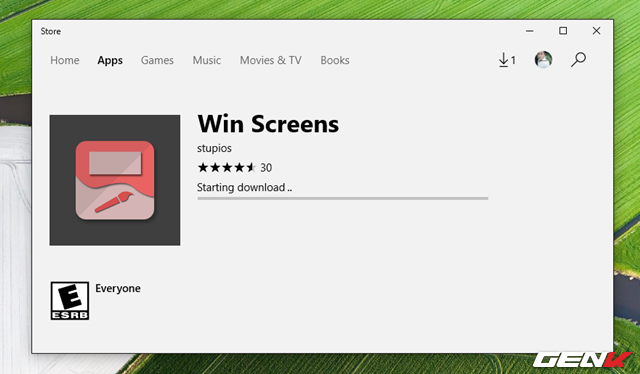 Store
Home Apps Games Music Movies & TV Books 1
Win Screens
stupios
30
Starting download ..
E
ESRB
Everyone
GENK